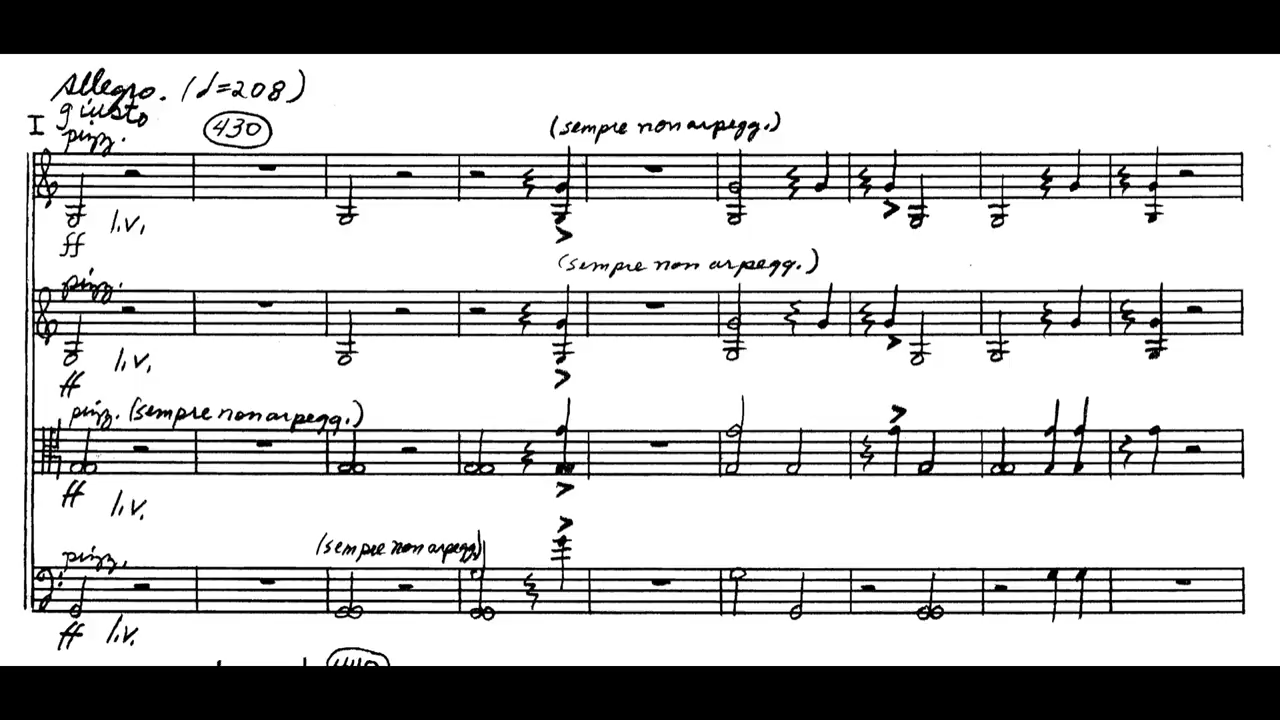 Allegro. (𝅗𝅥=208)
giusto
I
pizz.
430
(sempre non arpegg.)
l.v.
ff
pizz.
(sempre non arpegg.)
l.v.
ff
pizz. (sempre non arpegg.)
ff
l.v.
pizz.
(sempre non arpegg.)
ff l.v.